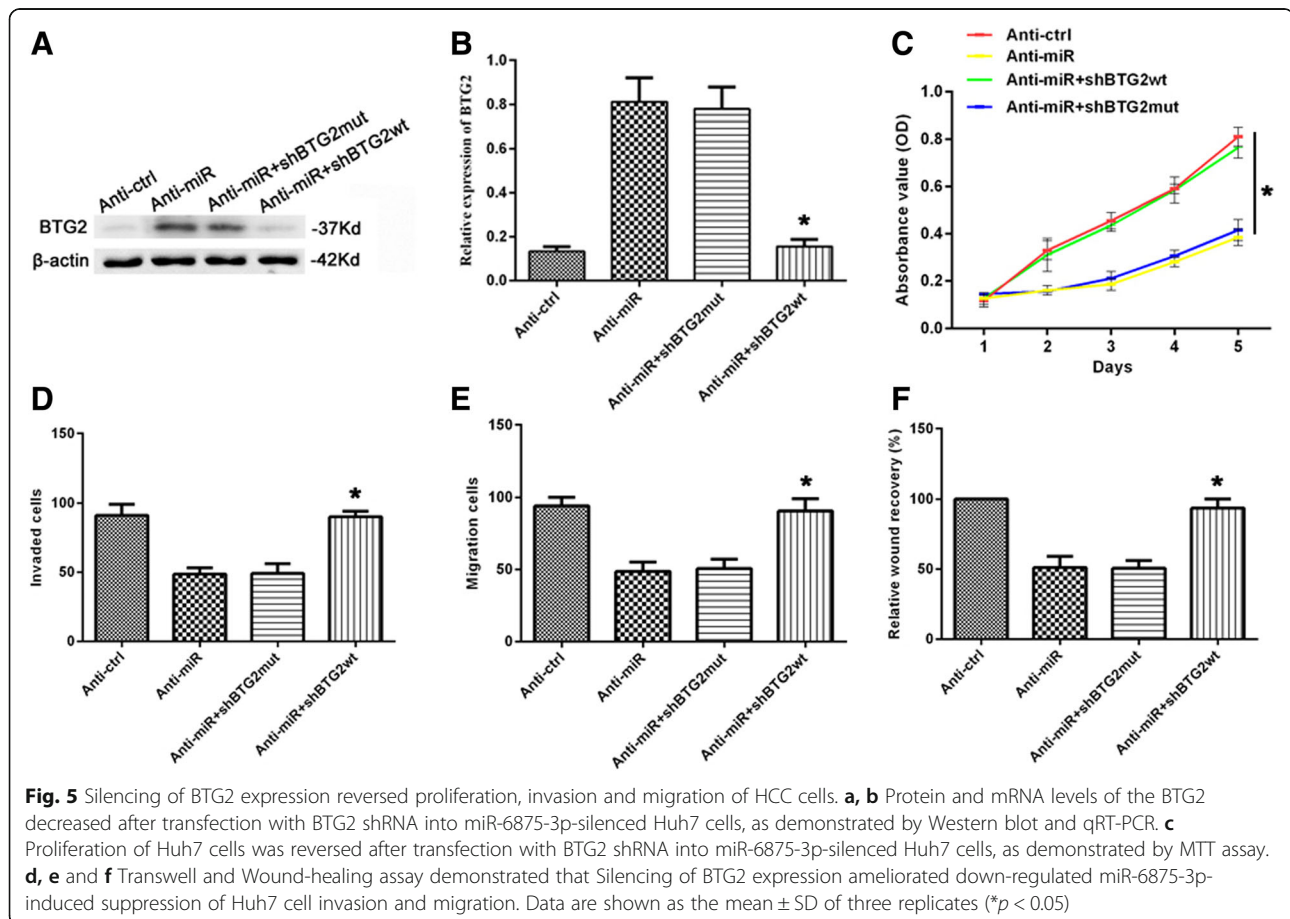 A
Anti-ctrl
Anti-miR
Anti-miR+shBTG2mut
Anti-miR+shBTG2wt
BTG2
-37Kd
β-actin
-42Kd
B
Relative expression of BTG2
1.0
0.8
0.6
0.4
0.2
0.0
*
Anti-ctrl
Anti-miR
Anti-miR+shBTG2mut
Anti-miR+shBTG2wt
C
Anti-ctrl
Anti-miR
Anti-miR+shBTG2wt
Anti-miR+shBTG2mut
Absorbance value (OD)
1.0
0.8
0.6
0.4
0.2
0.0
*
1 2 3 4 5
Days
D
Invaded cells
150
100
50
0
*
Anti-ctrl
Anti-miR
Anti-miR+shBTG2mut
Anti-miR+shBTG2wt
E
Migration cells
150
100
50
0
*
Anti-ctrl
Anti-miR
Anti-miR+shBTG2mut
Anti-miR+shBTG2wt
F
Relative wound recovery (%)
150
100
50
0
*
Anti-ctrl
Anti-miR
Anti-miR+shBTG2mut
Anti-miR+shBTG2wt
Fig. 5 Silencing of BTG2 expression reversed proliferation, invasion and migration of HCC cells. a, b Protein and mRNA levels of the BTG2
decreased after transfection with BTG2 shRNA into miR-6875-3p-silenced Huh7 cells, as demonstrated by Western blot and qRT-PCR. c
Proliferation of Huh7 cells was reversed after transfection with BTG2 shRNA into miR-6875-3p-silenced Huh7 cells, as demonstrated by MTT assay.
d, e and f Transwell and Wound-healing assay demonstrated that Silencing of BTG2 expression ameliorated down-regulated miR-6875-3p-
induced suppression of Huh7 cell invasion and migration. Data are shown as the mean ± SD of three replicates (*p < 0.05)